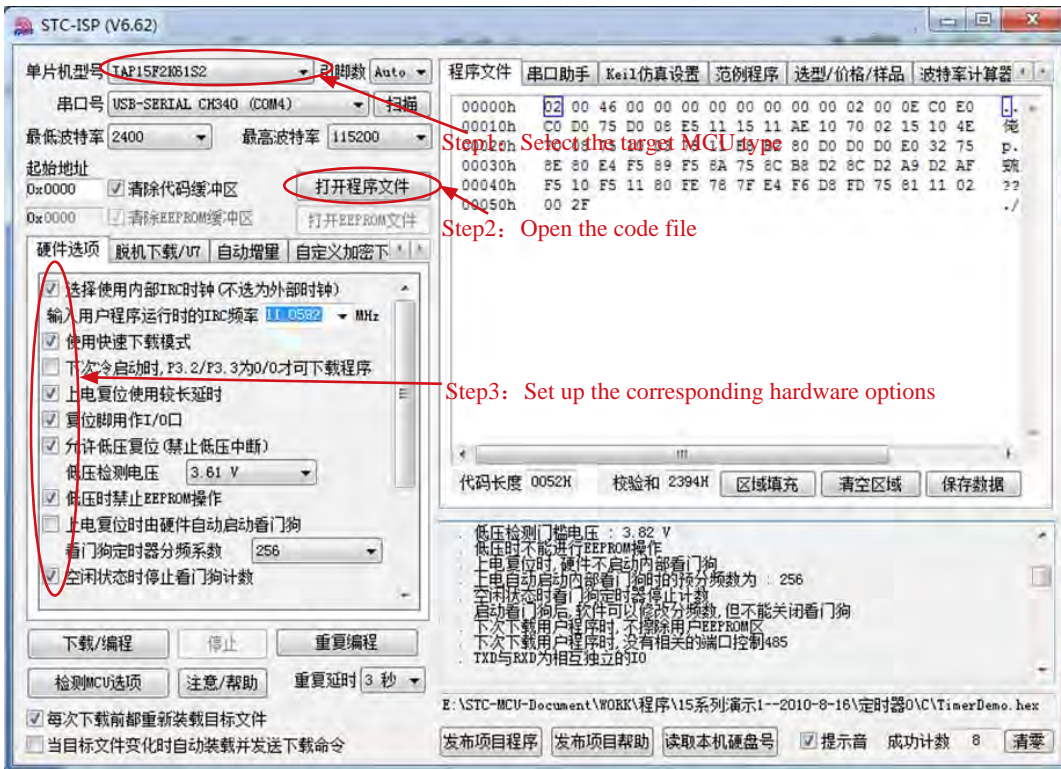 STC-ISP (V6.62)
单片机型号 IAP15F2K61S2 引脚数 Auto
串口号 USB-SERIAL CH340 (COM4) 扫描
最低波特率 2400 最高波特率 115200
起始地址
0x0000 清除代码缓冲区 打开程序文件
0x0000 清除EEPROM缓冲区 打开EEPROM文件
硬件选项 脱机下载/U7 自动增量 自定义加密下
选择使用内部IRC时钟(不选为外部时钟)
输入用户程序运行时的IRC频率 11.0592 MHz
使用快速下载模式
下次冷启动时,P3.2/P3.3为0/0才可下载程序
上电复位使用较长延时
复位脚用作I/O口
允许低压复位(禁止低压中断)
低压检测电压 3.61 V
低压时禁止EEPROM操作
上电复位时由硬件自动启动看门狗
看门狗定时器分频系数 256
空闲状态时停止看门狗计数
下载/编程 停止 重复编程
检测MCU选项 注意/帮助 重复延时 3 秒
每次下载前都重新装载目标文件
当目标文件变化时自动装载并发送下载命令
程序文件 串口助手 Keil仿真设置 范例程序 选型/价格/样品 波特率计算器
00000h 02 00 46 00 00 00 00 00 00 00 00 00 02 00 0E C0 E0 ..
00010h C0 D0 75 D0 08 E5 11 15 11 AE 10 70 02 15 10 4E
Step1: Select the target MCU type
00020h 80 D0 D0 D0 E0 32 75 p.
00030h 8E 80 E4 F5 89 F5 8A 75 8C B8 D2 8C D2 A9 D2 AF
00040h F5 10 F5 11 80 FE 78 7F E4 F6 D8 FD 75 81 11 02 ??
00050h 00 2F ./
Step2: Open the code file
Step3: Set up the corresponding hardware options
代码长度 0052H 校验和 2394H 区域填充 清空区域 保存数据
. 低压检测门槛电压 : 3.82 V
. 低压时不能进行EEPROM操作
. 上电复位时,硬件不启动内部看门狗
. 上电自动启动内部看门狗时的预分频数为 : 256
. 空闲状态时看门狗定时器停止计数
. 启动看门狗后,软件可以修改分频数,但不能关闭看门狗
. 下次下载用户程序时,不擦除用户EEPROM区
. 下次下载用户程序时,没有相关的端口控制485
. TXD与RXD为相互独立的IO
E:\STC-MCU-Document\WORK\程序\15系列演示1--2010-8-16\定时器0\C\TimerDemo.hex
发布项目程序 发布项目帮助 读取本机硬盘号 提示音 成功计数 8 清零